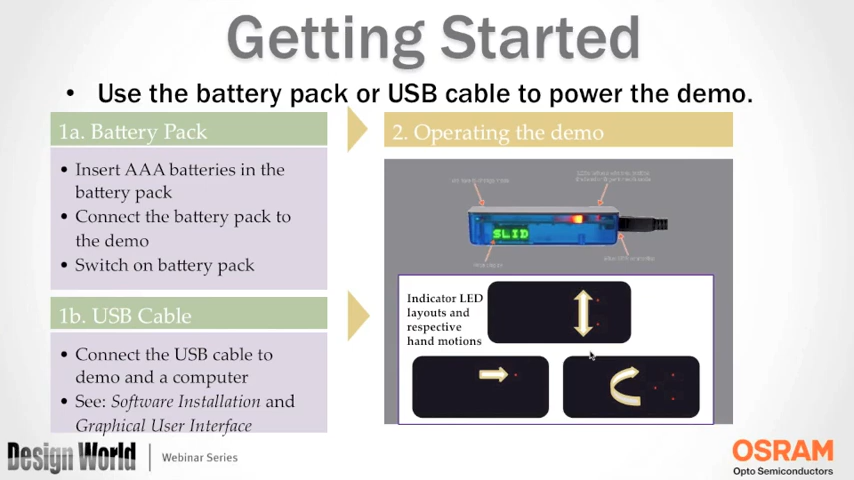 Getting Started
• Use the battery pack or USB cable to power the demo.
1a. Battery Pack
• Insert AAA batteries in the
battery pack
• Connect the battery pack to
the demo
• Switch on battery pack
1b. USB Cable
• Connect the USB cable to
demo and a computer
• See: Software Installation and
Graphical User Interface
2. Operating the demo
SLID
Indicator LED
layouts and
respective
hand motions
Design World
Webinar Series
OSRAM
Opto Semiconductors